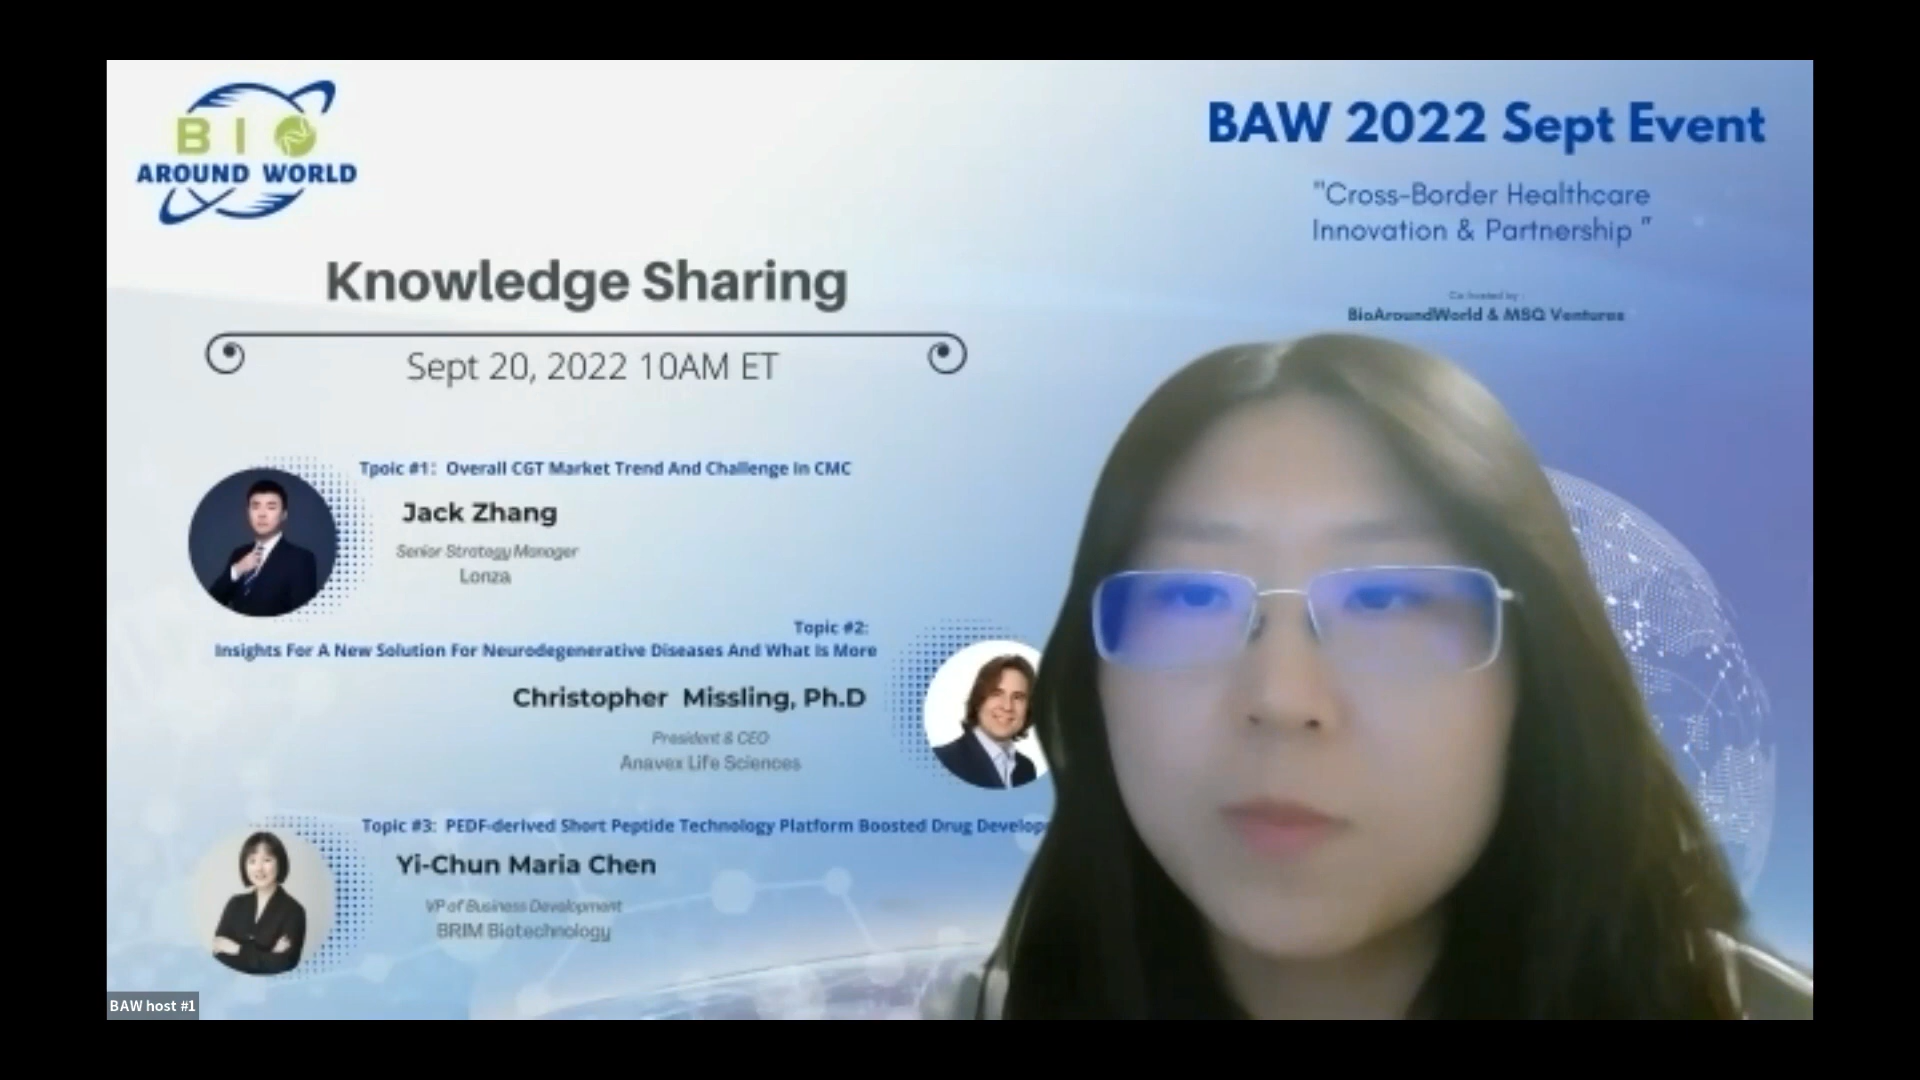 BIO
AROUND WORLD
BAW 2022 Sept Event
"Cross-Border Healthcare
Innovation & Partnership "
Co-hosted by
BioAroundWorld & MSQ Ventures
Knowledge Sharing
Sept 20, 2022 10AM ET
Tpoic #1: Overall CGT Market Trend And Challenge In CMC
Jack Zhang
Senior Strategy Manager
Lonza
Topic #2:
Insights For A New Solution For Neurodegenerative Diseases And What Is More
Christopher Missling, Ph.D
President & CEO
Anavex Life Sciences
Topic #3: PEDF-derived Short Peptide Technology Platform Boosted Drug Develop
Yi-Chun Maria Chen
VP of Business Development
BRIM Biotechnology
BAW host #1